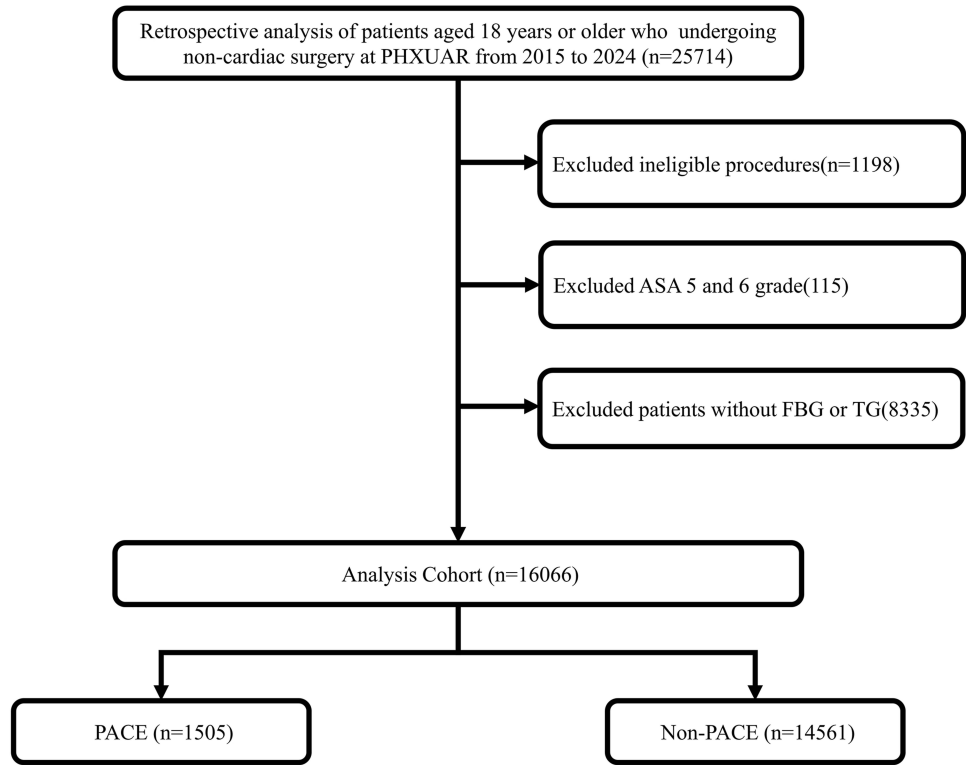 Retrospective analysis of patients aged 18 years or older who undergoing
non-cardiac surgery at PHXUAR from 2015 to 2024 (n=25714)
Excluded ineligible procedures(n=1198)
Excluded ASA 5 and 6 grade(115)
Excluded patients without FBG or TG(8335)
Analysis Cohort (n=16066)
PACE (n=1505)
Non-PACE (n=14561)